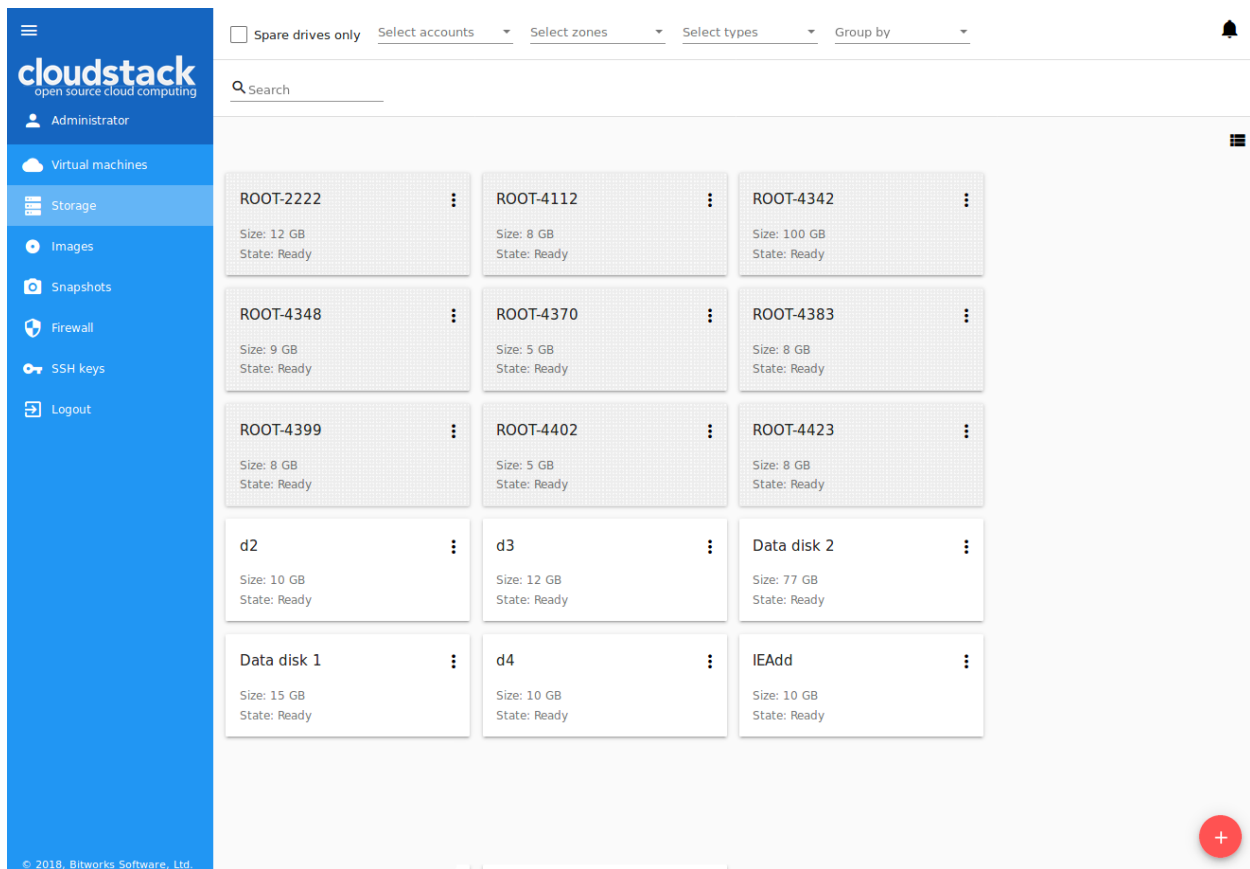 Spare drives only
Select accounts
Select zones
Select types
Group by
cloudstack
open source cloud computing
Administrator
Virtual machines
Storage
Images
Snapshots
Firewall
SSH keys
Logout
© 2018, Bitworks Software, Ltd.
Search
ROOT-2222
Size: 12 GB
State: Ready
ROOT-4112
Size: 8 GB
State: Ready
ROOT-4342
Size: 100 GB
State: Ready
ROOT-4348
Size: 9 GB
State: Ready
ROOT-4370
Size: 5 GB
State: Ready
ROOT-4383
Size: 8 GB
State: Ready
ROOT-4399
Size: 8 GB
State: Ready
ROOT-4402
Size: 5 GB
State: Ready
ROOT-4423
Size: 8 GB
State: Ready
d2
Size: 10 GB
State: Ready
d3
Size: 12 GB
State: Ready
Data disk 2
Size: 77 GB
State: Ready
Data disk 1
Size: 15 GB
State: Ready
d4
Size: 10 GB
State: Ready
IEAdd
Size: 10 GB
State: Ready